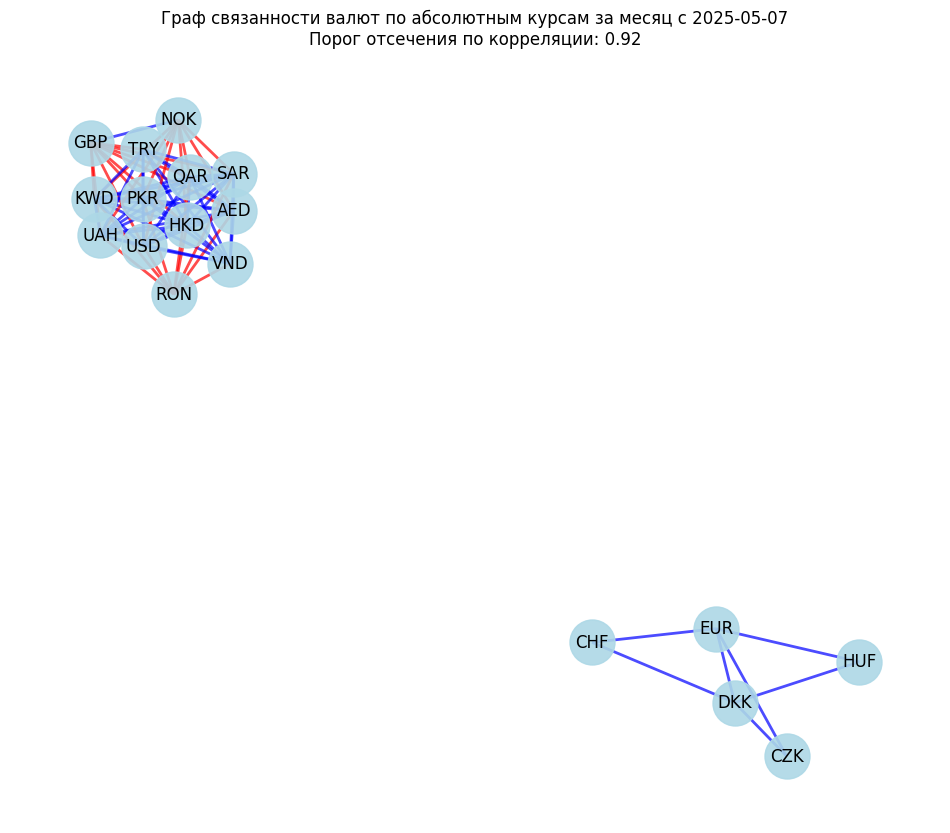 Граф связанности валют по абсолютным курсам за месяц с 2025-05-07
Порог отсечения по корреляции: 0.92
NOK
GBP
TRY
QAR
SAR
KWD
PKR
AED
HKD
UAH
USD
VND
RON
EUR
CHF
HUF
DKK
CZK